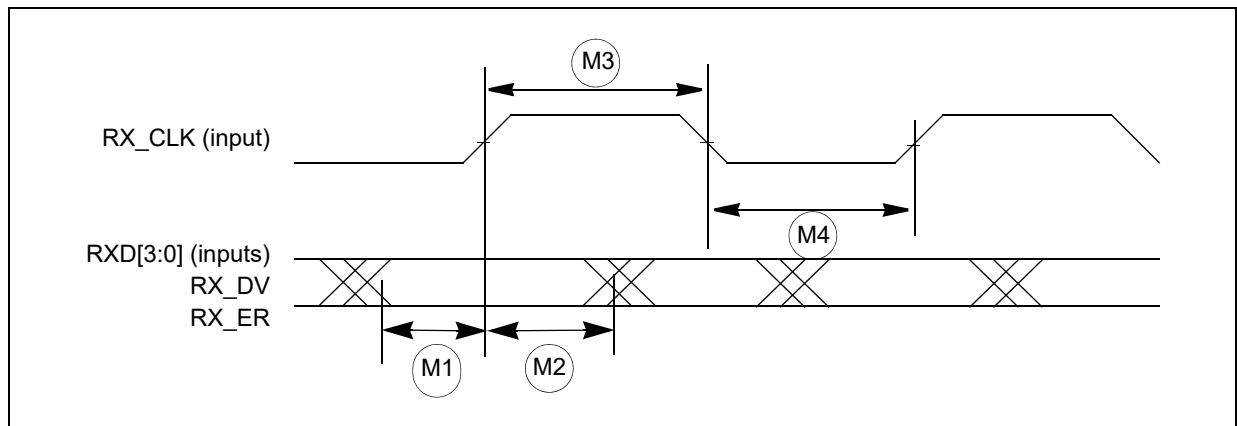 M3
RX_CLK (input)
M4
RXD[3:0] (inputs)
RX_DV
RX_ER
M1
M2